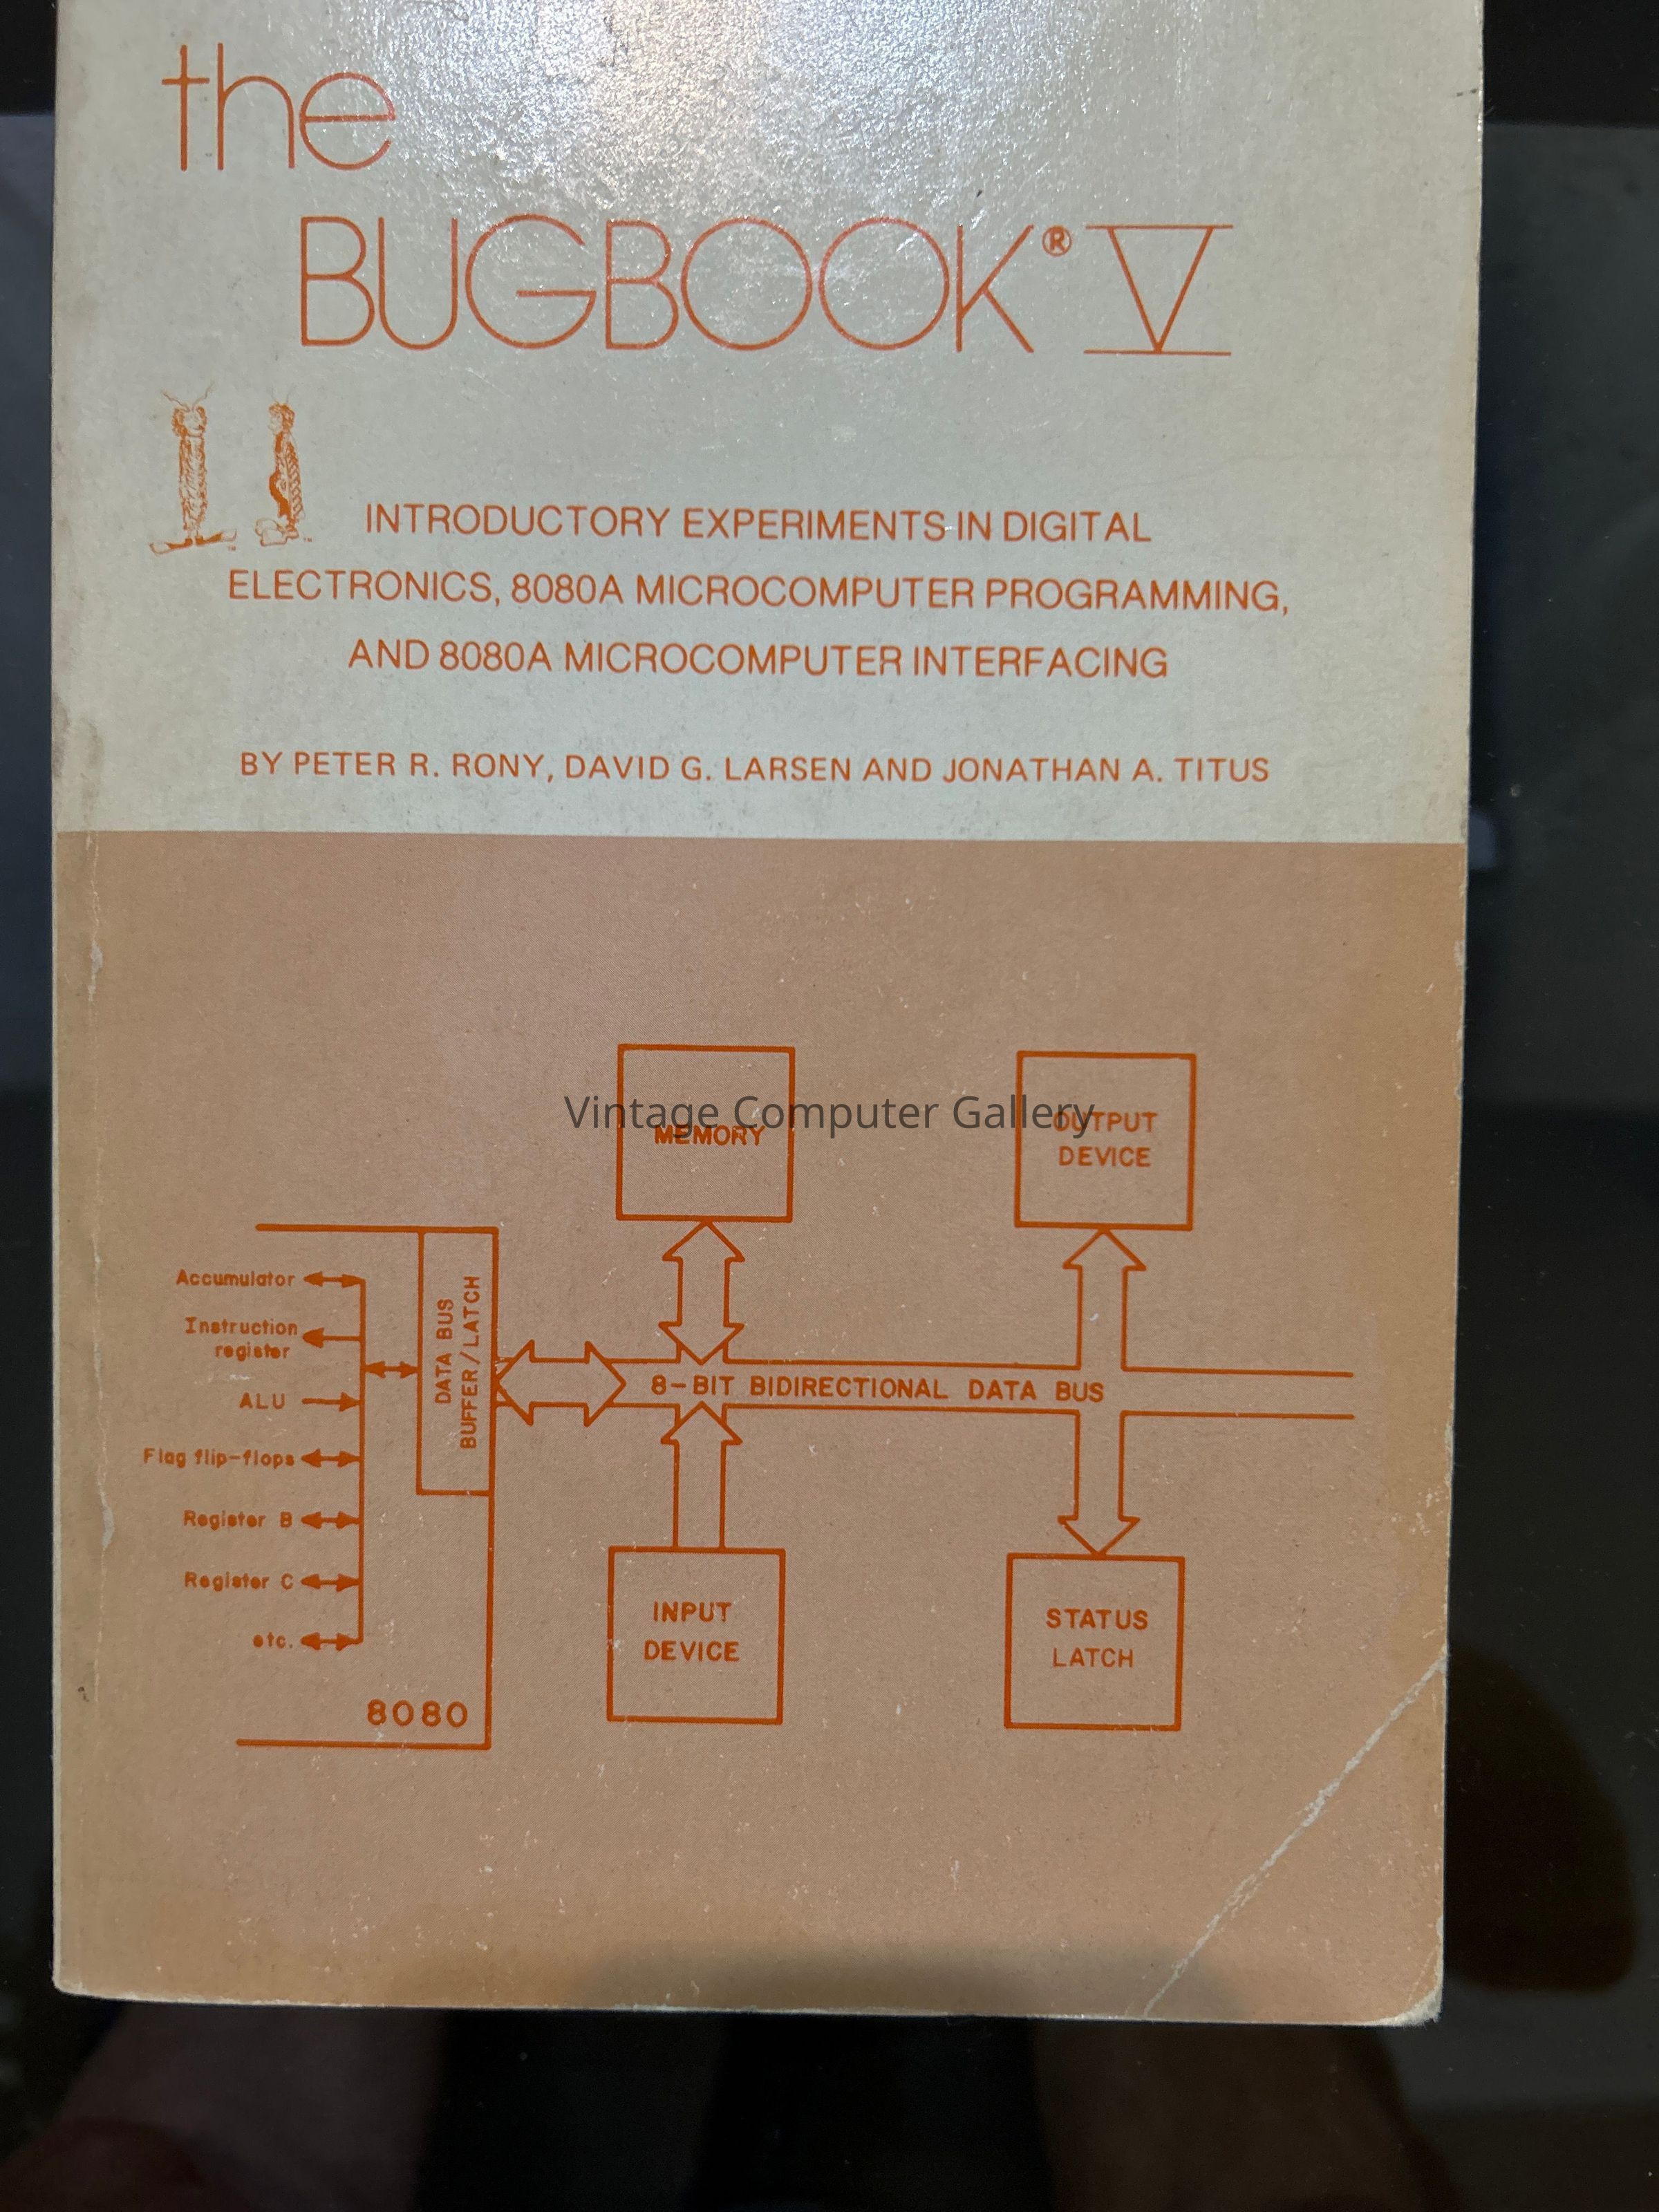 the
BUGBOOK® V
INTRODUCTORY EXPERIMENTS IN DIGITAL
ELECTRONICS, 8080A MICROCOMPUTER PROGRAMMING,
AND 8080A MICROCOMPUTER INTERFACING
BY PETER R. RONY, DAVID G. LARSEN AND JONATHAN A. TITUS
Vintage Computer Gallery
MEMORY
OUTPUT
DEVICE
Accumulator
Instruction
register
ALU
Flag flip-flops
Register B
Register C
etc.
DATA BUS
BUFFER/LATCH
8-BIT BIDIRECTIONAL DATA BUS
8080
INPUT
DEVICE
STATUS
LATCH